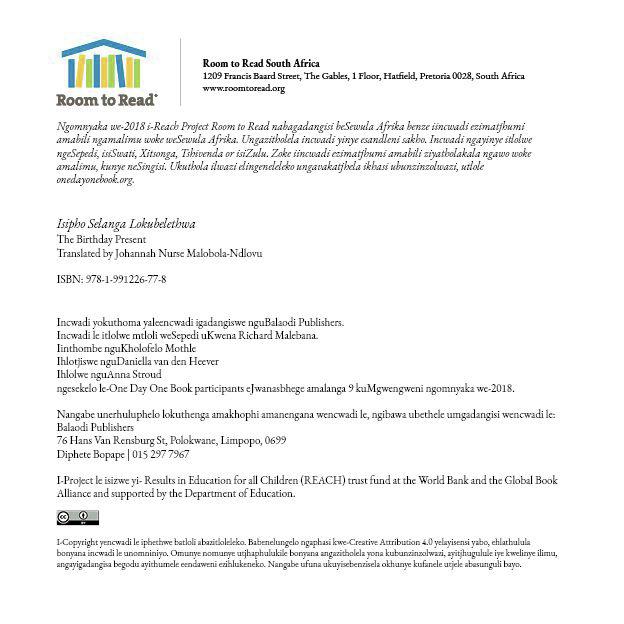 Room to Read®
Room to Read South Africa
1209 Francis Baard Street, The Gables, 1 Floor, Hatfield, Pretoria 0028, South Africa
www.roomtoread.org
Ngomnyaka we-2018 i-Reach Project Room to Read nabagadangisi beSewula Afrika benze iincwadi ezimatjhumi
amabili ngamalimu woke weSewula Afrika. Ungazitholela incwadi yinye esandleni sakho. Incwadi ngayinye itlolwe
ngeSepedi, isiSwati, Xitsonga, Tshivenda or isiZulu. Zoke iincwadi ezimatjhumi amabili ziyatholakala ngawo woke
amalimu, kunye neSingisi. Ukuthola ilwazi elingeneleleko ungavakatjhela ikhasi ubunzinzolwazi, utlole
onedayonebook.org.
Isipho Selanga Lokubelethwa
The Birthday Present
Translated by Johannah Nurse Malobola-Ndlovu
ISBN: 978-1-991226-77-8
Incwadi yokuthoma yaleencwadi igadangiswe nguBalaodi Publishers.
Incwadi le itlolwe mtloli weSepedi uKwena Richard Malebana.
Iinthombe nguKholofelo Mothle
Ihlotjiswe nguDaniella van den Heever
Ihlolwe nguAnna Stroud
ngesekelo le-One Day One Book participants eJwanasbhege amalanga 9 kuMgwengweni ngomnyaka we-2018.
Nangabe unerhuluphelo lokuthenga amakhophi amanengana wencwadi le, ngibawa ubethele umgadangisi wencwadi le:
Balaodi Publishers
76 Hans Van Rensburg St, Polokwane, Limpopo, 0699
Diphete Bopape | 015 297 7967
I-Project le isizwe yi- Results in Education for all Children (REACH) trust fund at the World Bank and the Global Book
Alliance and supported by the Department of Education.
cc BY
I-Copyright yencwadi le iphethwe batloli abazitloleleko. Babenelungelo ngaphasi kwe-Creative Attribution 4.0 yelayisensi yabo, ehlathulula
bonyana incwadi le unomniniyo. Omunye nomunye utjhaphulukile bonyana angazitholela yona kubunzinzolwazi, ayitjhugulule iye kwelinye ilimu,
angayigadangisa begodu ayithumele eendaweni ezihlukeneko. Nangabe ufuna ukuyisebenzisela okhunye kufanele utjele abasunguli bayo.